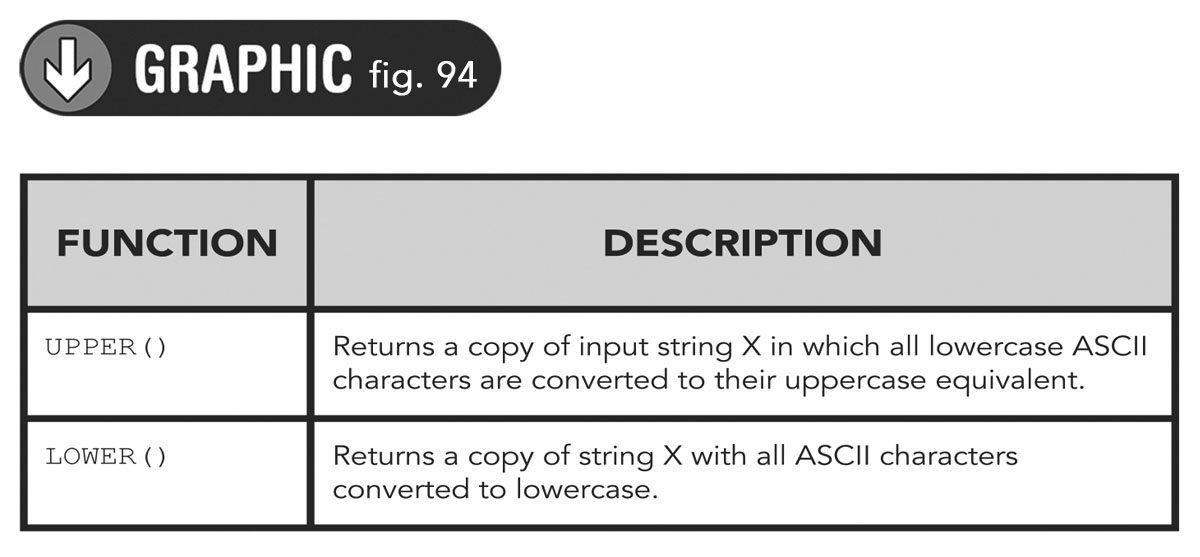 GRAPHIC fig. 94
FUNCTION
DESCRIPTION
UPPER()
Returns a copy of input string X in which all lowercase ASCII
characters are converted to their uppercase equivalent.
LOWER()
Returns a copy of string X with all ASCII characters
converted to lowercase.